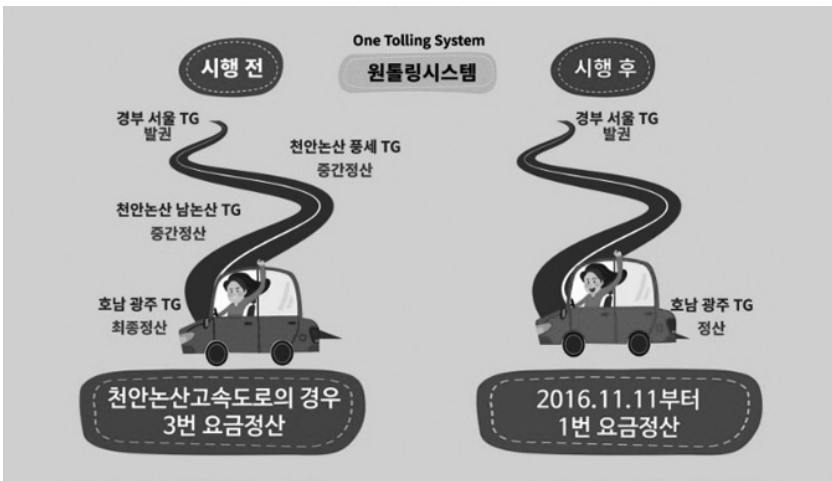 One Tolling System
원톨링시스템
시행 전
경부 서울 TG
발권
천안논산 풍세 TG
중간정산
천안논산 남논산 TG
중간정산
호남 광주 TG
최종정산
천안논산고속도로의 경우
3번 요금정산
시행 후
경부 서울 TG
발권
호남 광주 TG
정산
2016.11.11부터
1번 요금정산